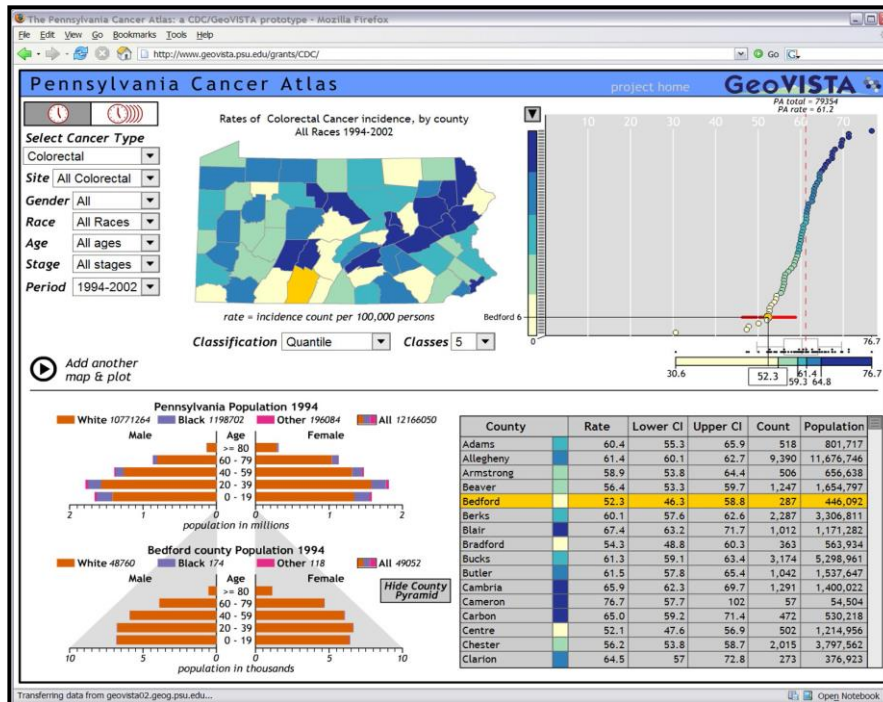 The Pennsylvania Cancer Atlas: a CDC/GeoVISTA prototype - Mozilla Firefox
File Edit View Go Bookmarks Tools Help
http://www.geovista.psu.edu/grants/CDC/ Go
Pennsylvania Cancer Atlas project home GeoVISTA
PA total = 79354
PA rate = 61.2
Select Cancer Type
Colorectal
Site All Colorectal
Gender All
Race All Races
Age All ages
Stage All stages
Period 1994-2002
Rates of Colorectal Cancer incidence, by county
All Races 1994-2002
rate = incidence count per 100,000 persons
Classification Quantile Classes 5
10 20 30 40 50 60 70
Bedford 6
0 76.7
30.6 52.3 61.4 76.7
59.3 64.8
Add another
map & plot
Pennsylvania Population 1994
White 10771264 Black 1198702 Other 196084 All 12166050
Male Age Female
>= 80
60 - 79
40 - 59
20 - 39
0 - 19
2 1 0 0 1 2
population in millions
Bedford county Population 1994
White 48760 Black 174 Other 118 All 49052
Male Age Female
Hide County
Pyramid
>= 80
60 - 79
40 - 59
20 - 39
0 - 19
10 5 0 0 5 10
population in thousands
County Rate Lower CI Upper CI Count Population
Adams 60.4 55.3 65.9 518 801,717
Allegheny 61.4 60.1 62.7 9,390 11,676,746
Armstrong 58.9 53.8 64.4 506 656,638
Beaver 56.4 53.3 59.7 1,247 1,654,797
Bedford 52.3 46.3 58.8 287 446,092
Berks 60.1 57.6 62.6 2,287 3,306,811
Blair 67.4 63.2 71.7 1,012 1,171,282
Bradford 54.3 48.8 60.3 363 563,934
Bucks 61.3 59.1 63.4 3,174 5,298,961
Butler 61.5 57.8 65.4 1,042 1,537,647
Cambria 65.9 62.3 69.7 1,291 1,400,022
Cameron 76.7 57.7 102 57 54,504
Carbon 65.0 59.2 71.4 472 530,218
Centre 52.1 47.6 56.9 502 1,214,956
Chester 56.2 53.8 58.7 2,015 3,797,562
Clarion 64.5 57 72.8 273 376,923
Transferring data from geovista02.geog.psu.edu... Open Notebook